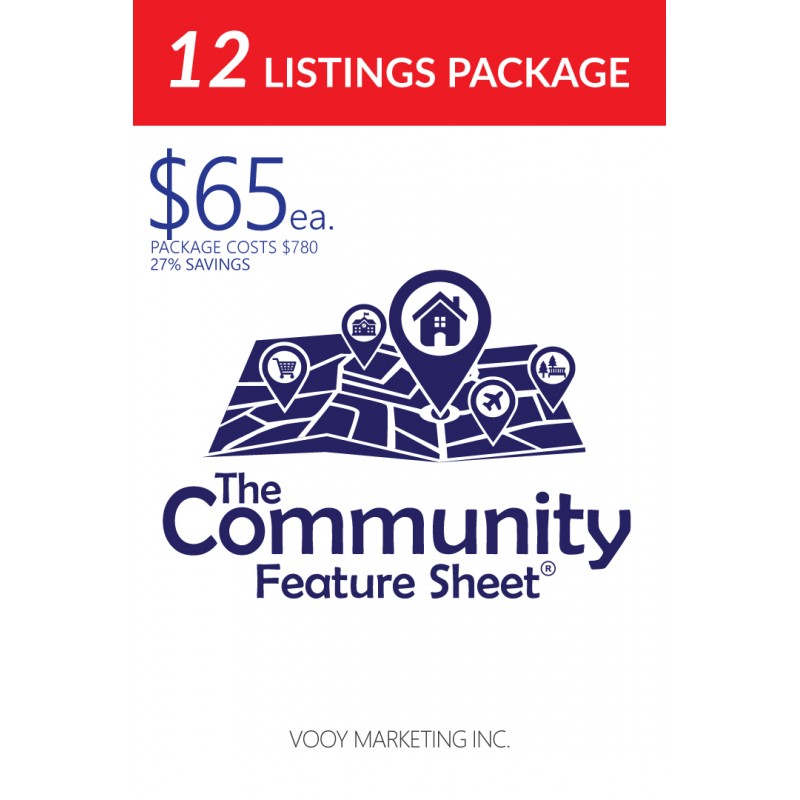 12 LISTINGS PACKAGE
$65ea.
PACKAGE COSTS $780
27% SAVINGS
The
Community
Feature Sheet®
VOOY MARKETING INC.